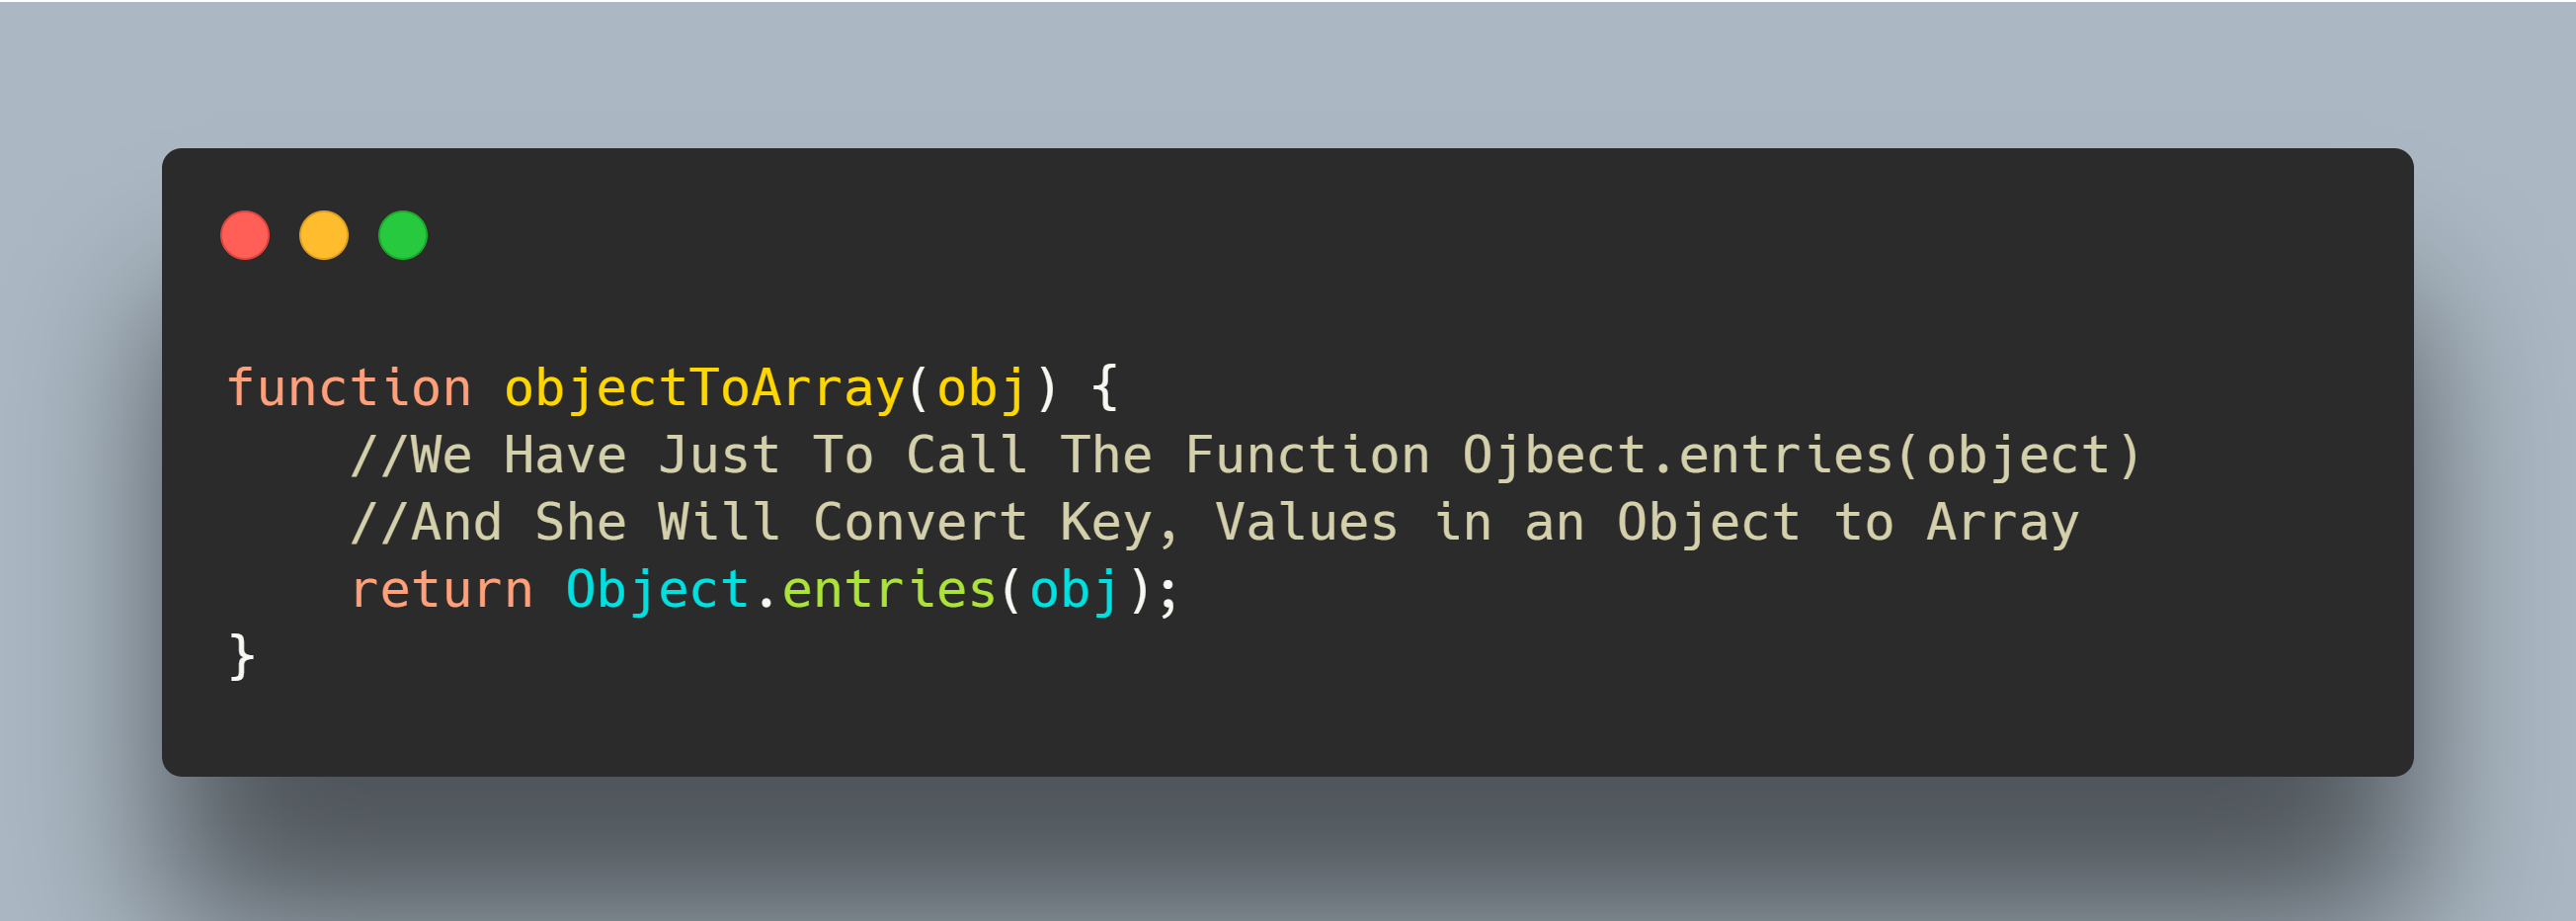 function objectToArray(obj) {
    //We Have Just To Call The Function Ojbect.entries(object)
    //And She Will Convert Key, Values in an Object to Array
    return Object.entries(obj);
}